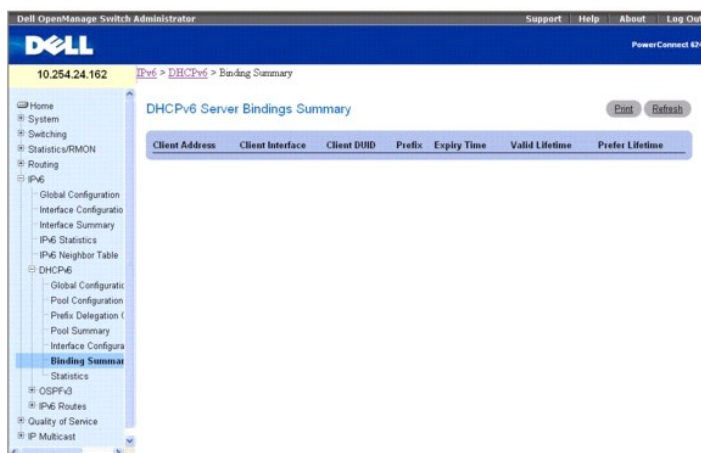 Dell OpenManage Switch Administrator
Support Help About Log Out
DELL
PowerConnect 624
10.254.24.162
IPv6 > DHCPv6 > Binding Summary
Home
System
Switching
Statistics/RMON
Routing
IPv6
Global Configuration
Interface Configuratio
Interface Summary
IPv6 Statistics
IPv6 Neighbor Table
DHCPv6
Global Configuratic
Pool Configuration
Prefix Delegation (
Pool Summary
Interface Configura
Binding Summar
Statistics
OSPFv3
IPv6 Routes
Quality of Service
IP Multicast
DHCPv6 Server Bindings Summary
Print Refresh
Client Address Client Interface Client DUID Prefix Expiry Time Valid Lifetime Prefer Lifetime